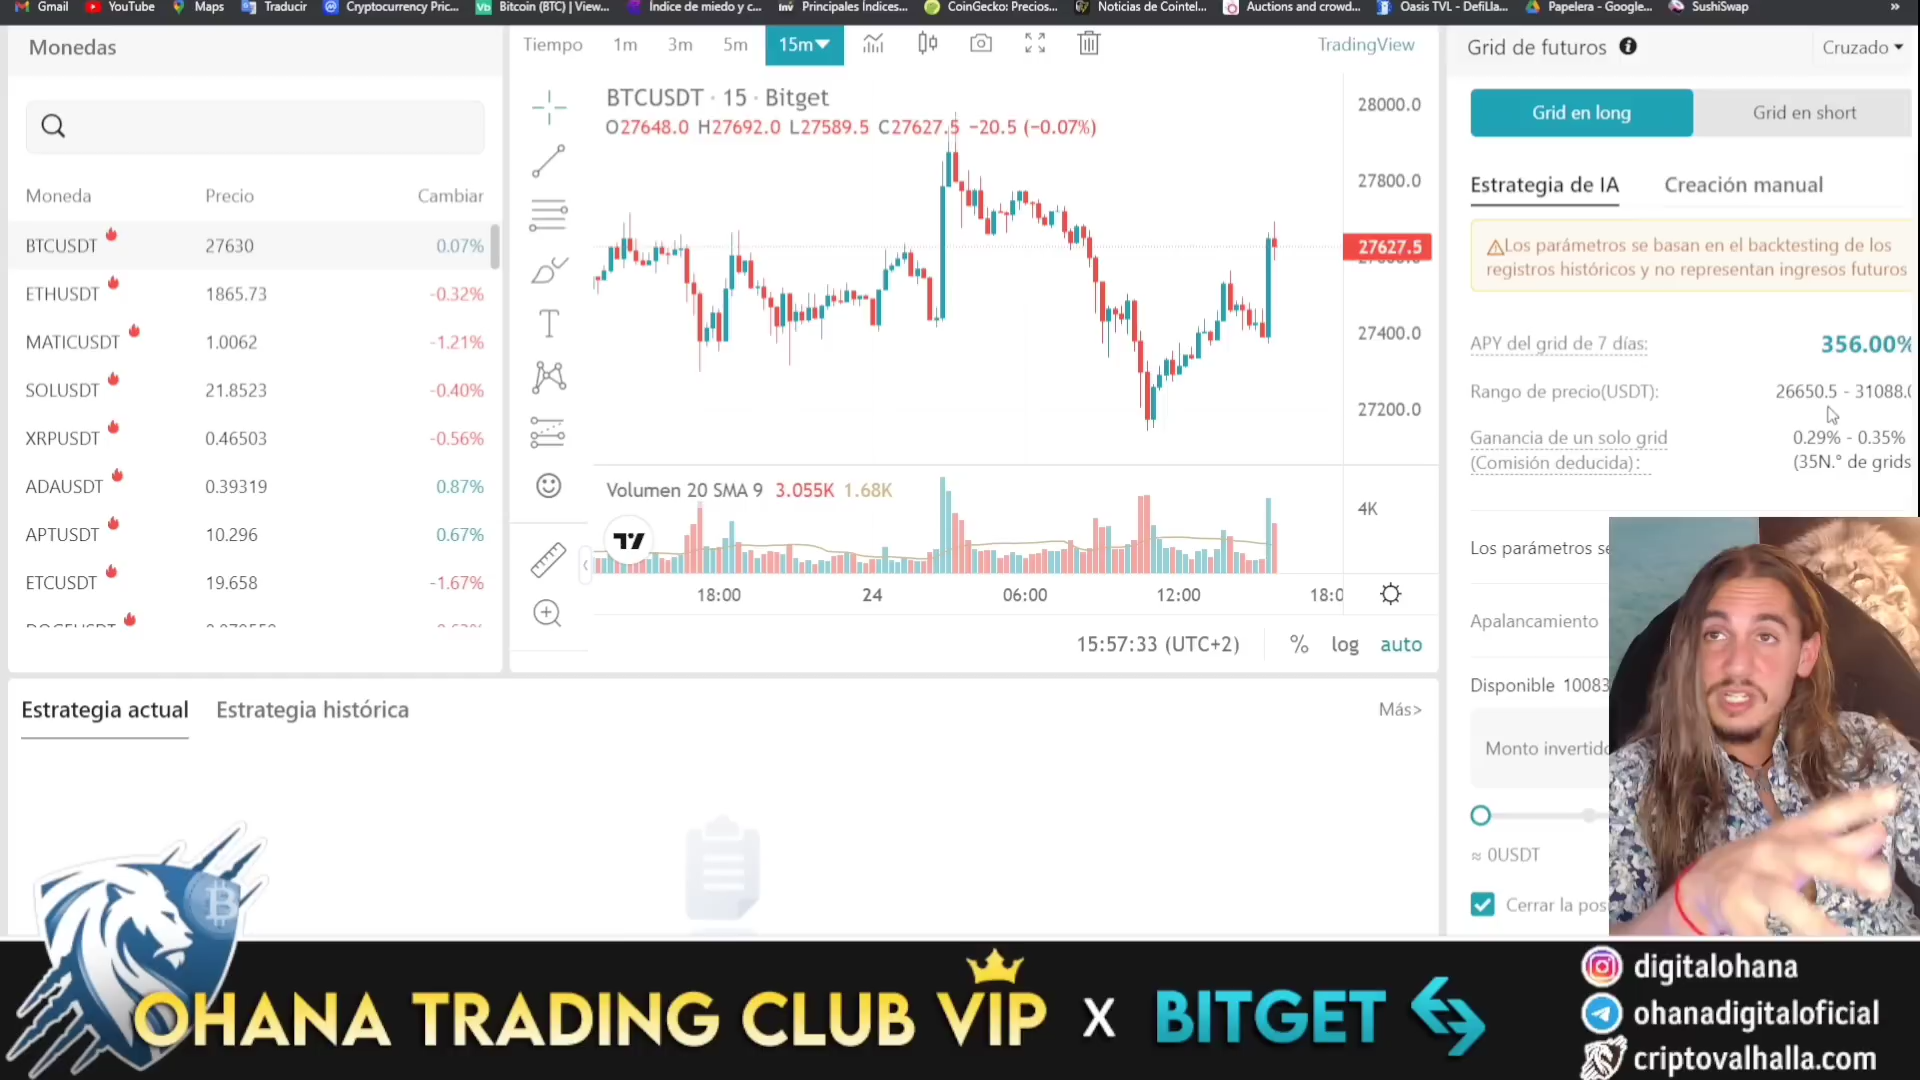 Gmail YouTube Maps Traducir Cryptocurrency Pric... Bitcoin (BTC) | View... Índice de miedo y c... Principales Índices... CoinGecko: Precios... Noticias de Cointel... Auctions and crowd... Oasis TVL - DefiLla... Papelera - Google... SushiSwap »
Monedas
Moneda Precio Cambiar
BTCUSDT 27630 0.07%
ETHUSDT 1865.73 -0.32%
MATICUSDT 1.0062 -1.21%
SOLUSDT 21.8523 -0.40%
XRPUSDT 0.46503 -0.56%
ADAUSDT 0.39319 0.87%
APTUSDT 10.296 0.67%
ETCUSDT 19.658 -1.67%
Tiempo 1m 3m 5m 15m TradingView
BTCUSDT · 15 · Bitget
O27648.0 H27692.0 L27589.5 C27627.5 −20.5 (−0.07%)
28000.0
27800.0
27627.5
27400.0
27200.0
Volumen 20 SMA 9 3.055K 1.68K
4K
18:00 24 06:00 12:00 18:0
15:57:33 (UTC+2) % log auto
Grid de futuros Cruzado
Grid en long Grid en short
Estrategia de IA Creación manual
Los parámetros se basan en el backtesting de los
registros históricos y no representan ingresos futuros
APY del grid de 7 días: 356.00%
Rango de precio(USDT): 26650.5 - 31088.0
Ganancia de un solo grid 0.29% - 0.35%
(Comisión deducida): (35N.° de grids
Los parámetros se
Apalancamiento
Disponible 10083
Monto invertido
≈ 0USDT
Cerrar la pos
Estrategia actual Estrategia histórica Más>
OHANA TRADING CLUB VIP X BITGET
digitalohana
ohanadigitaloficial
criptovalhalla.com